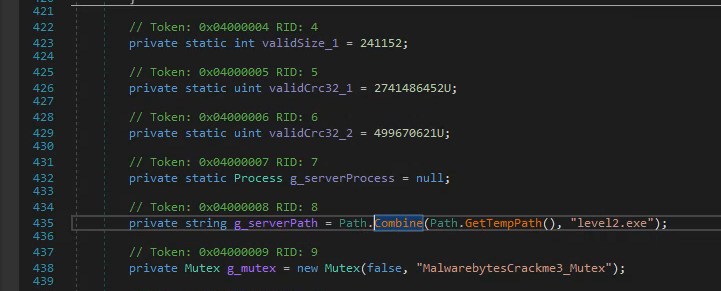 421
422 // Token: 0x04000004 RID: 4
423 private static int validSize_1 = 241152;
424
425 // Token: 0x04000005 RID: 5
426 private static uint validCrc32_1 = 2741486452U;
427
428 // Token: 0x04000006 RID: 6
429 private static uint validCrc32_2 = 499670621U;
430
431 // Token: 0x04000007 RID: 7
432 private static Process g_serverProcess = null;
433
434 // Token: 0x04000008 RID: 8
435 private string g_serverPath = Path.Combine(Path.GetTempPath(), "level2.exe");
436
437 // Token: 0x04000009 RID: 9
438 private Mutex g_mutex = new Mutex(false, "MalwarebytesCrackme3_Mutex");
439